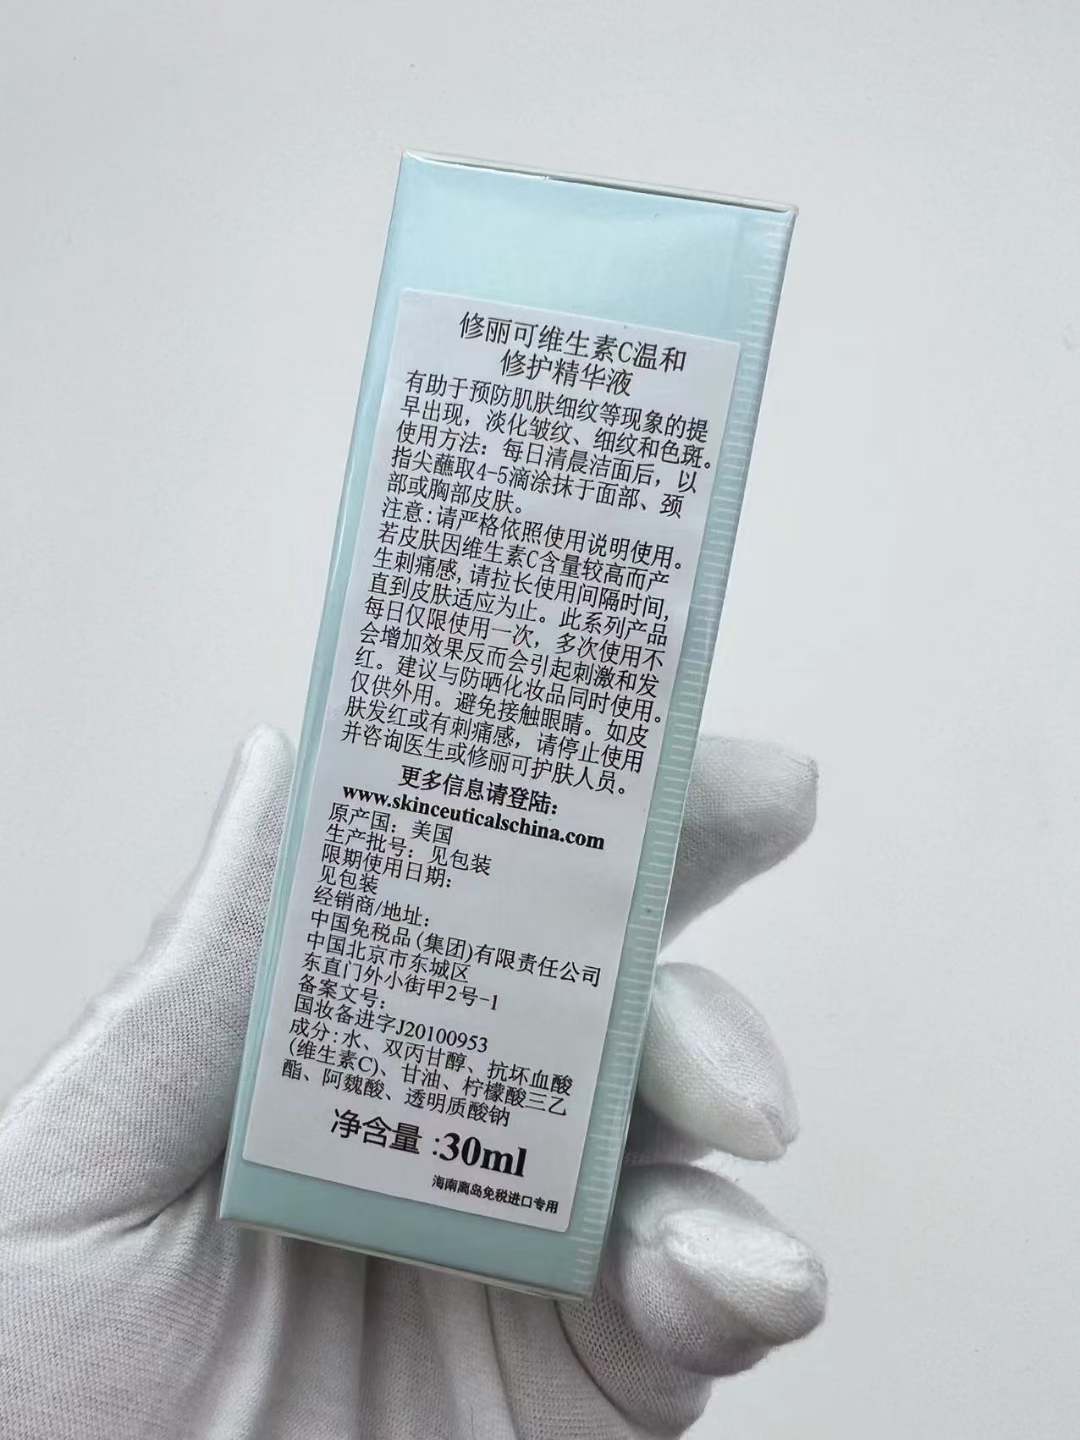 修丽可维生素C温和
修护精华液
有助于预防肌肤细纹等现象的提
早出现，淡化皱纹、细纹和色斑。
使用方法：每日清晨洁面后，以
指尖蘸取4-5滴涂抹于面部、颈
部或胸部皮肤。
注意:请严格依照使用说明使用。
若皮肤因维生素C含量较高而产
生刺痛感,请拉长使用间隔时间,
直到皮肤适应为止。此系列产品
每日仅限使用一次，多次使用不
会增加效果反而会引起刺激和发
红。建议与防晒化妆品同时使用。
仅供外用。避免接触眼睛。如皮
肤发红或有刺痛感，请停止使用
并咨询医生或修丽可护肤人员。
更多信息请登陆：
www.skinceuticalschina.com
原产国：美国
生产批号：见包装
限期使用日期：
见包装
经销商/地址：
中国免税品(集团)有限责任公司
中国北京市东城区
东直门外小街甲2号-1
备案文号：
国妆备进字J20100953
成分:水、双丙甘醇、抗坏血酸
(维生素C)、甘油、柠檬酸三乙
酯、阿魏酸、透明质酸钠
净含量:30ml
海南离岛免税进口专用